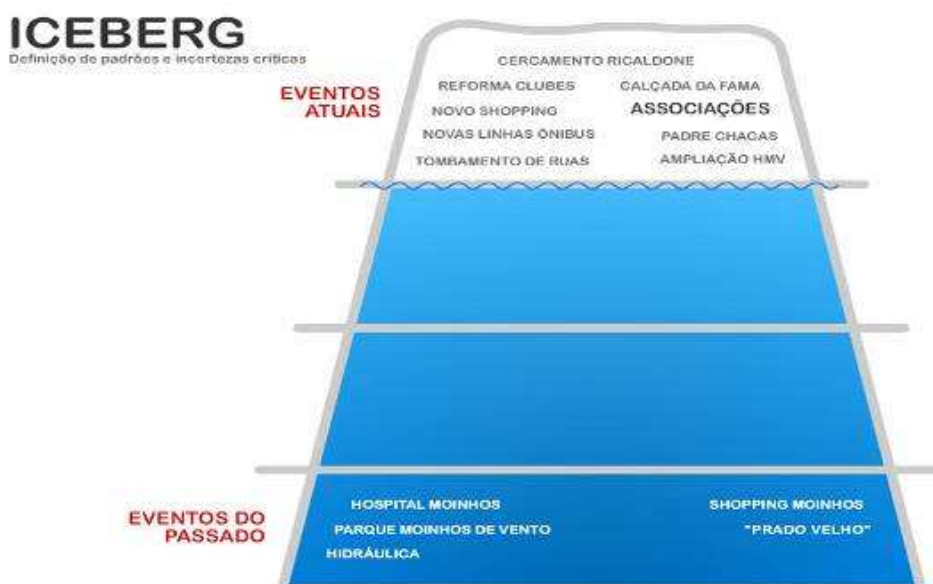 ICEBERG
Definição de padrões e incertezas críticas
EVENTOS
ATUAIS
CERCAMENTO RICALDONE
REFORMA CLUBES
CALÇADA DA FAMA
NOVO SHOPPING
ASSOCIAÇÕES
NOVAS LINHAS ÔNIBUS
PADRE CHAGAS
TOMBAMENTO DE RUAS
AMPLIAÇÃO HMV
EVENTOS DO
PASSADO
HOSPITAL MOINHOS
SHOPPING MOINHOS
PARQUE MOINHOS DE VENTO
"PRADO VELHO"
HIDRÁULICA